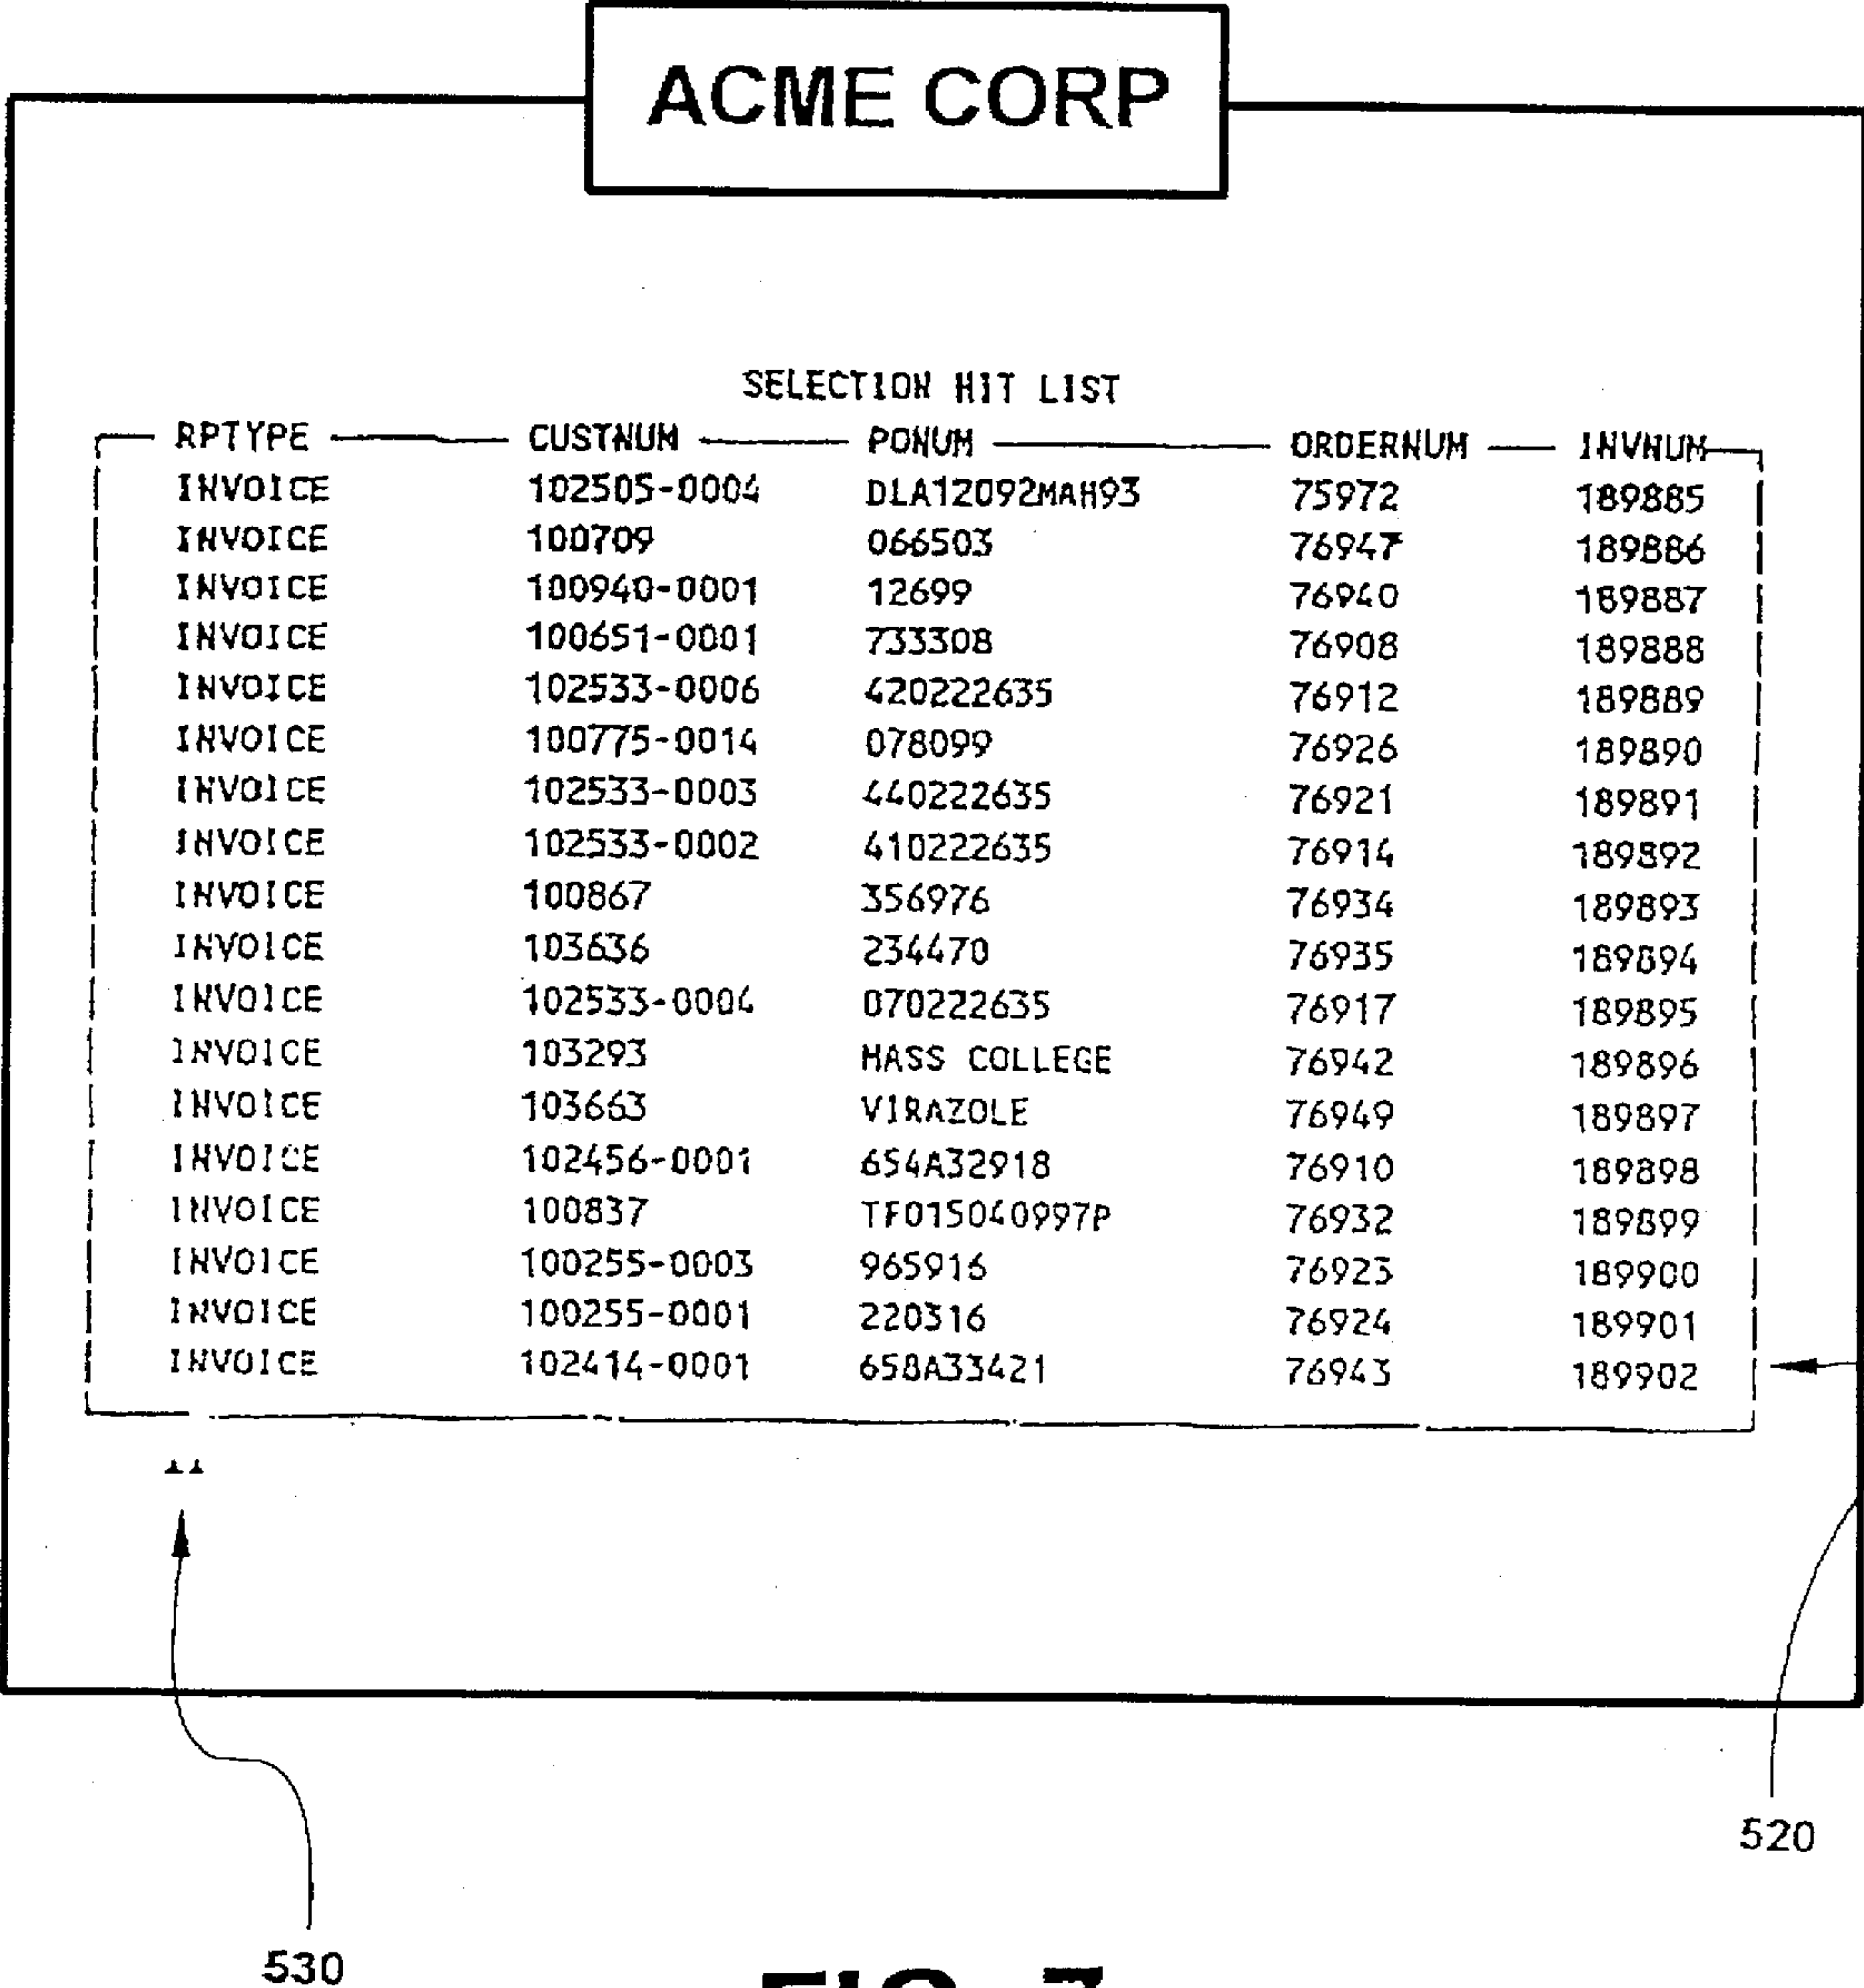 ACME CORP
SELECTION HIT LIST
RPTYPE CUSTNUM PONUM ORDERNUM INVNUM
INVOICE 102505-0004 DLA12092MAH93 75972 189885
INVOICE 100709 066503 76947 189886
INVOICE 100940-0001 12699 76940 189887
INVOICE 100651-0001 733308 76908 189888
INVOICE 102533-0006 420222635 76912 189889
INVOICE 100775-0014 078099 76926 189890
INVOICE 102533-0003 440222635 76921 189891
INVOICE 102533-0002 410222635 76914 189892
INVOICE 100867 356976 76934 189893
INVOICE 103636 234470 76935 189894
INVOICE 102533-0004 070222635 76917 189895
INVOICE 103293 MASS COLLEGE 76942 189896
INVOICE 103663 VIRAZOLE 76949 189897
INVOICE 102456-0001 654A32918 76910 189898
INVOICE 100837 TF015040997P 76932 189899
INVOICE 100255-0003 965916 76923 189900
INVOICE 100255-0001 220316 76924 189901
INVOICE 102414-0001 658A33421 76943 189902
520
530